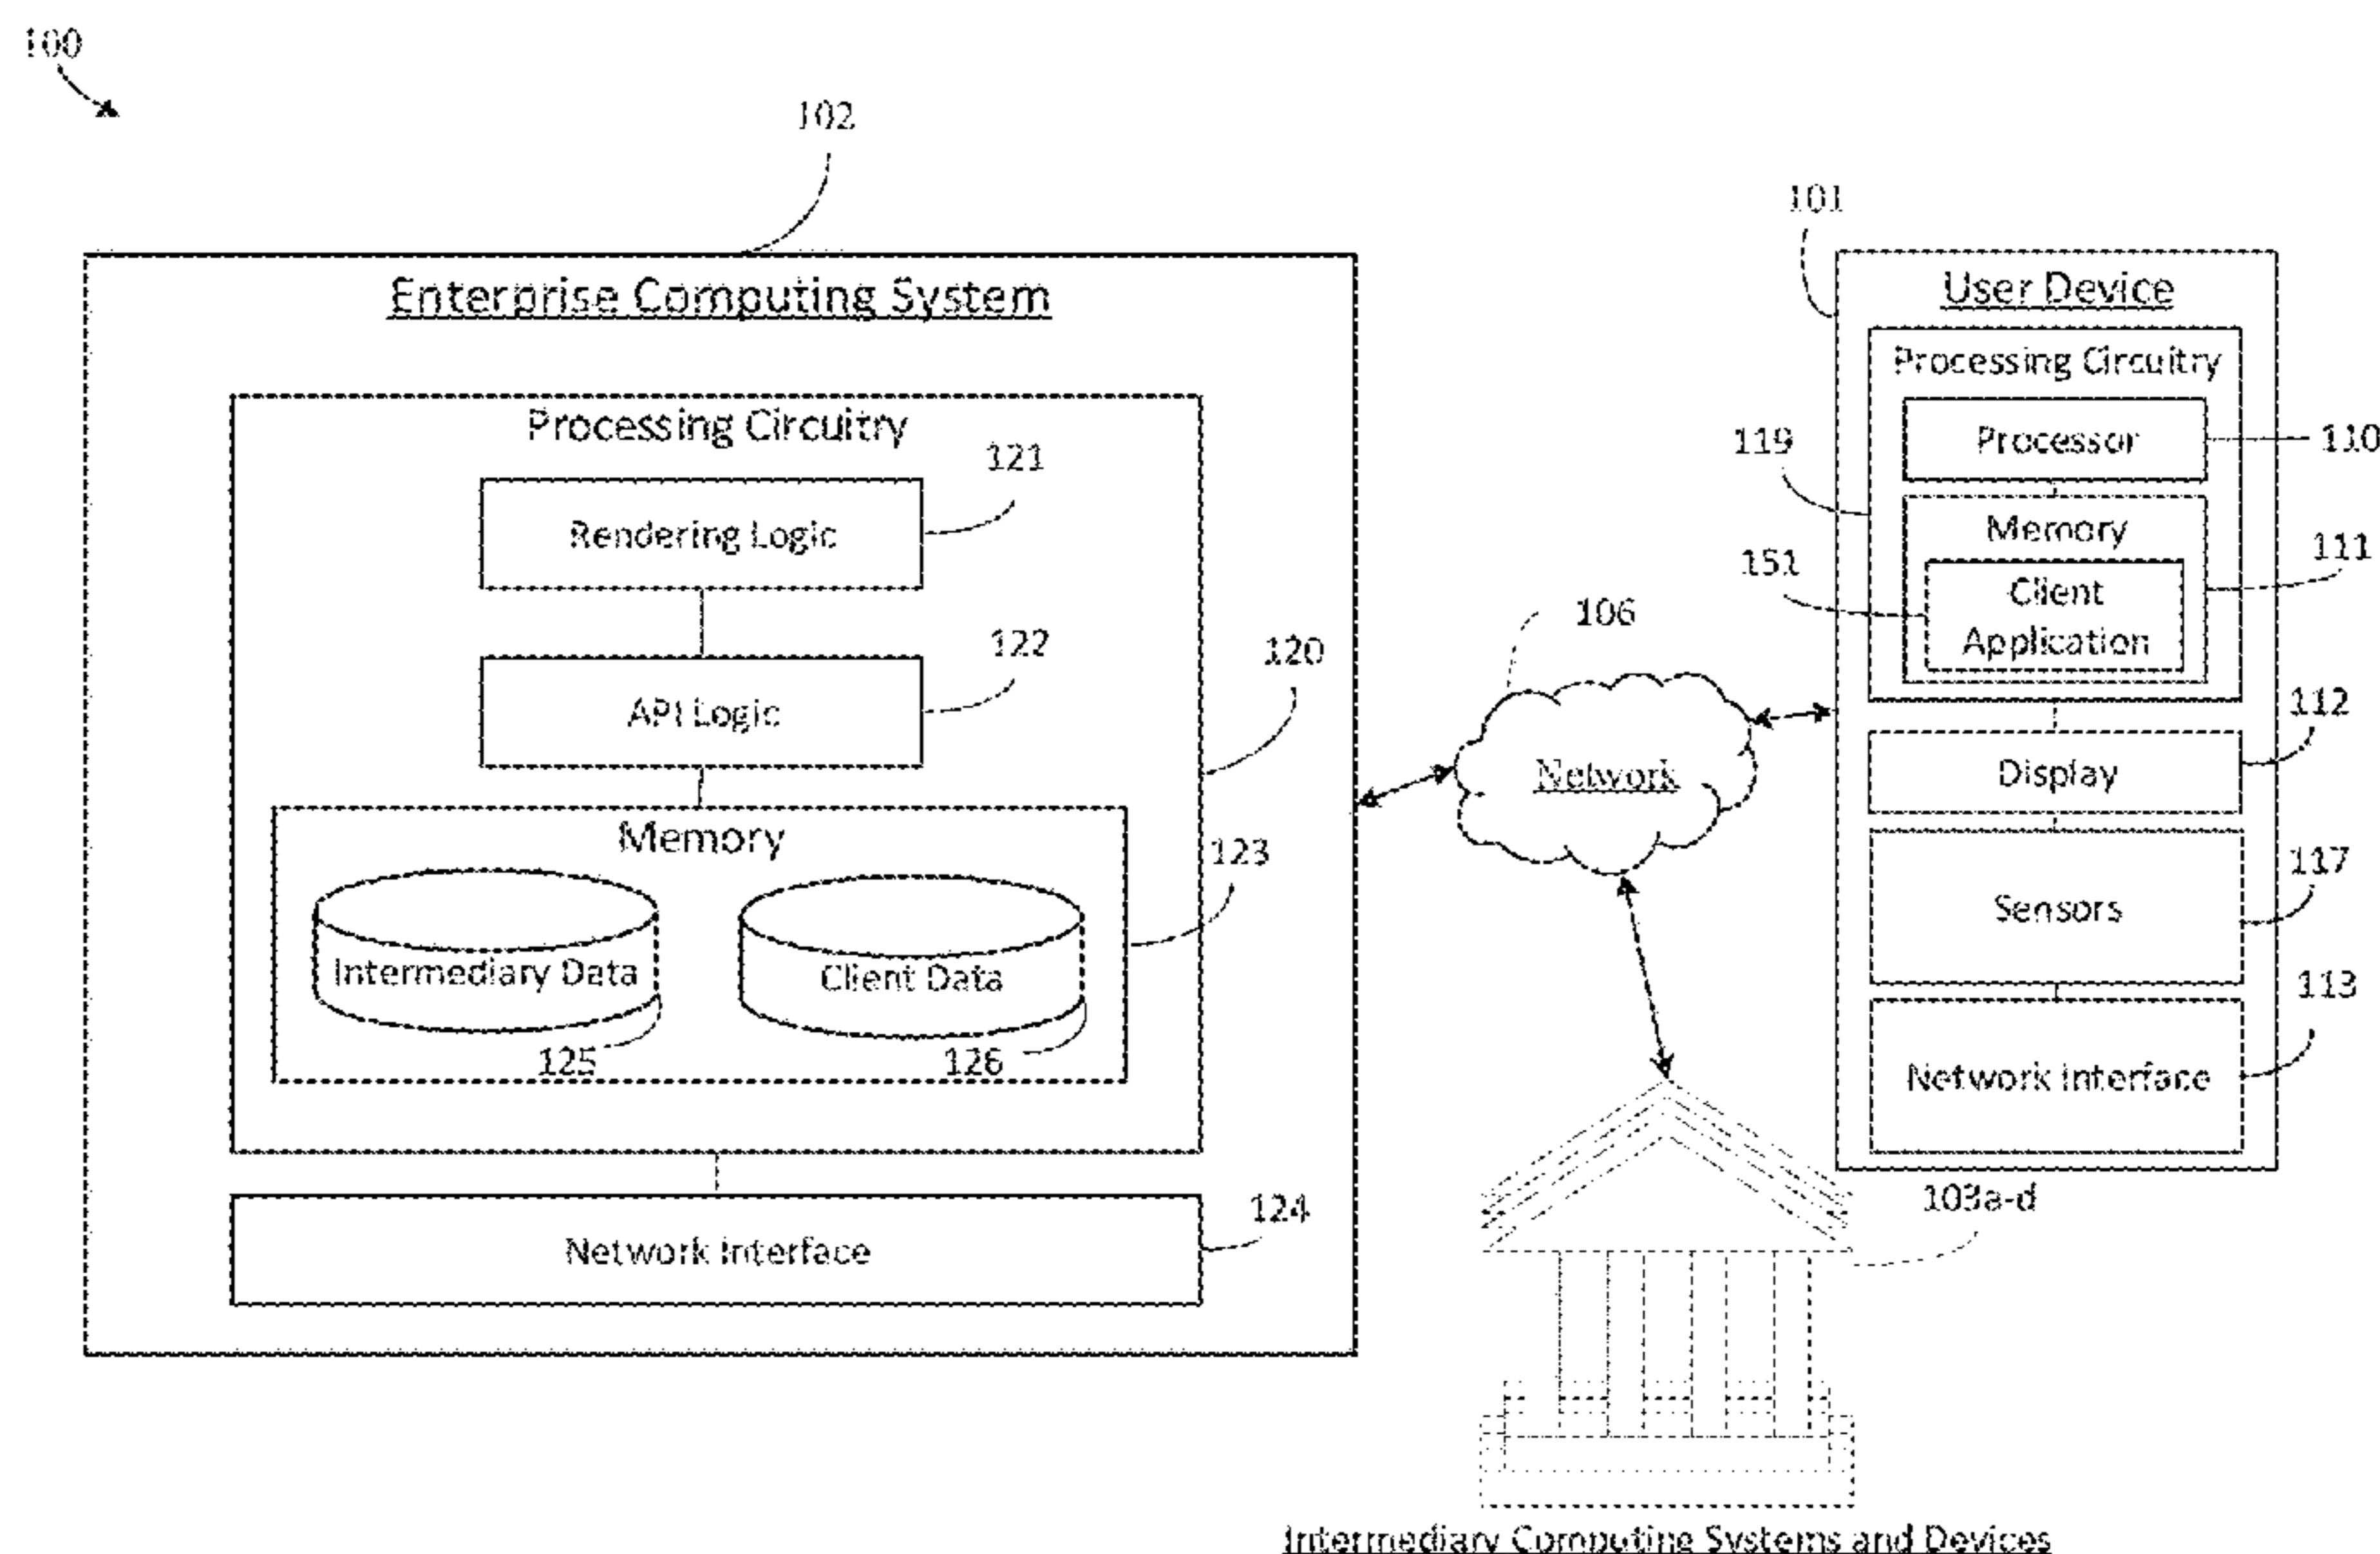 100
102
Enterprise Computing System
Processing Circuitry
121
Rendering Logic
122
API Logic
120
Memory
123
Intermediary Data
Client Data
125
126
124
Network Interface
106
Network
101
User Device
Processing Circuitry
119
Processor
110
Memory
111
151
Client
Application
112
Display
117
Sensors
113
Network Interface
103a-d
Intermediary Computing Systems and Devices